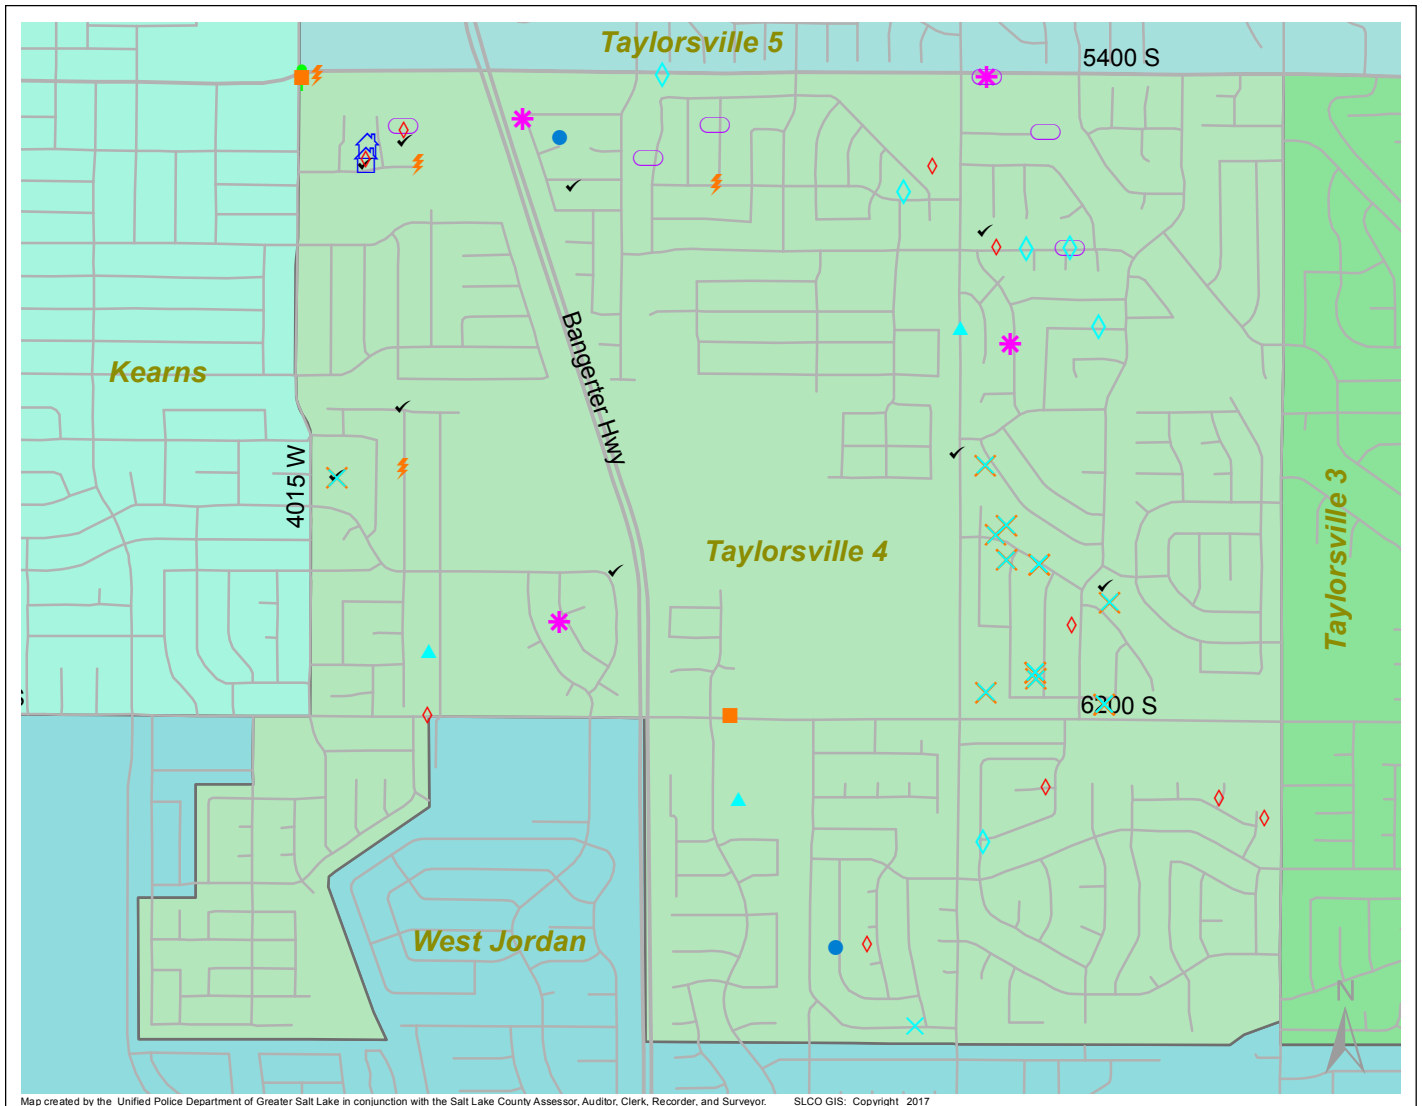 Taylorsville 5
5400 S
Bangerter Hwy
Kearns
4015 W
Taylorsville 3
Taylorsville 4
6200 S
West Jordan
N
Map created by the Unified Police Department of Greater Salt Lake in conjunction with the Salt Lake County Assessor, Auditor, Clerk, Recorder, and Surveyor. SLCO GIS: Copyright 2017